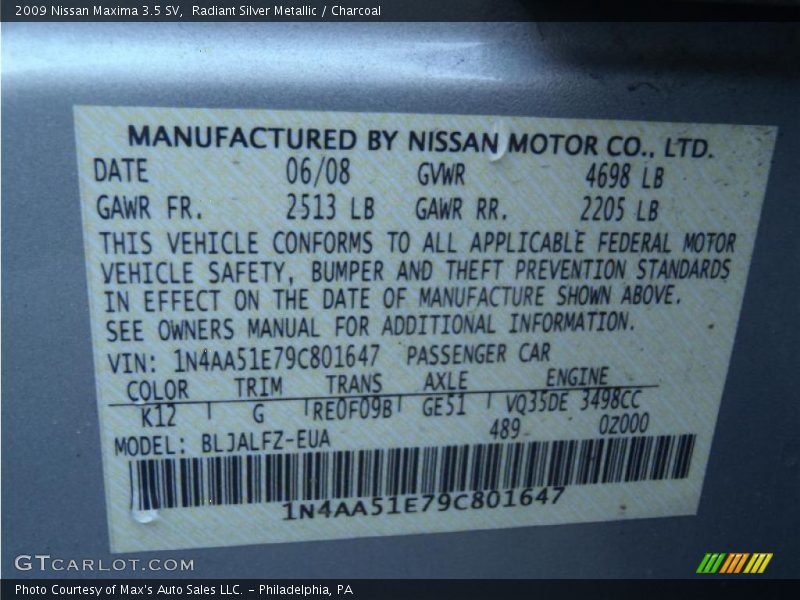 2009 Nissan Maxima 3.5 SV,  Radiant Silver Metallic / Charcoal
MANUFACTURED BY NISSAN MOTOR CO., LTD.
DATE 06/08 GVWR 4698 LB
GAWR FR. 2513 LB GAWR RR. 2205 LB
THIS VEHICLE CONFORMS TO ALL APPLICABLE FEDERAL MOTOR
VEHICLE SAFETY, BUMPER AND THEFT PREVENTION STANDARDS
IN EFFECT ON THE DATE OF MANUFACTURE SHOWN ABOVE.
SEE OWNERS MANUAL FOR ADDITIONAL INFORMATION.
VIN: 1N4AA51E79C801647 PASSENGER CAR
COLOR TRIM TRANS AXLE ENGINE
K12 G RE0F09B GE51 VQ35DE 3498CC
489 0Z000
MODEL: BLJALFZ-EUA
1N4AA51E79C801647
GTCARLOT.COM
Photo Courtesy of Max's Auto Sales LLC. – Philadelphia, PA